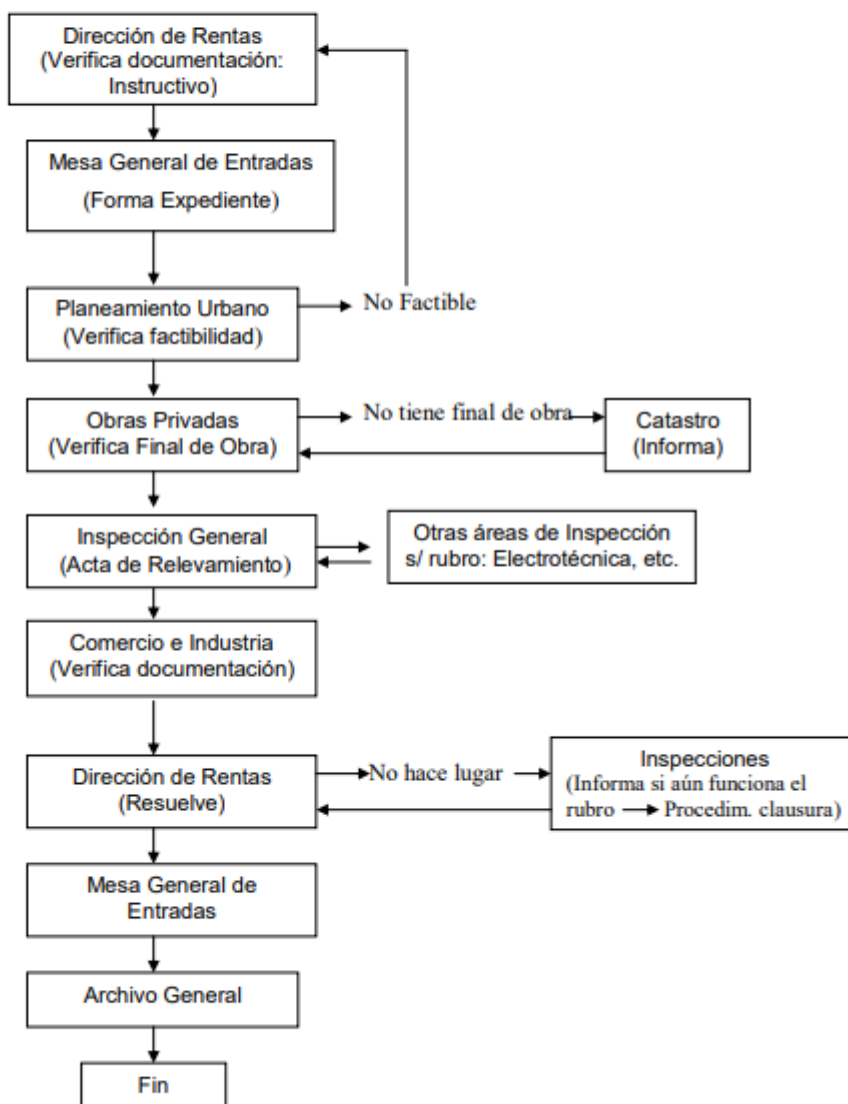 Dirección de Rentas
(Verifica documentación:
Instructivo)
Mesa General de Entradas
(Forma Expediente)
Planeamiento Urbano
(Verifica factibilidad)
No Factible
Obras Privadas
(Verifica Final de Obra)
No tiene final de obra
Catastro
(Informa)
Inspección General
(Acta de Relevamiento)
Otras áreas de Inspección
s/ rubro: Electrotécnica, etc.
Comercio e Industria
(Verifica documentación)
Dirección de Rentas
(Resuelve)
No hace lugar
Inspecciones
(Informa si aún funciona el
rubro → Procedim. clausura)
Mesa General de
Entradas
Archivo General
Fin